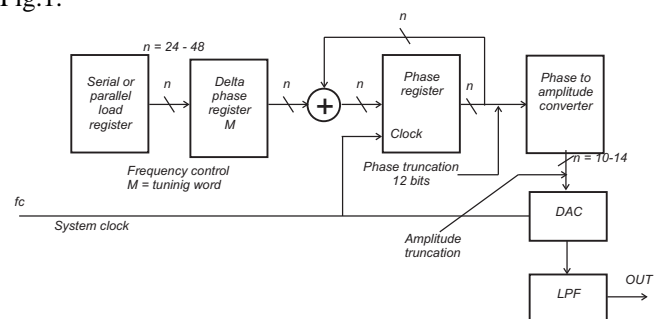 Fig.1.
n = 24 - 48
n
Serial or
parallel
load
register
n
Delta
phase
register
M
n
+
n
Phase
register
Clock
n
Phase to
amplitude
converter
Frequency control
M = tuninig word
Phase truncation
12 bits
n = 10-14
fc
System clock
Amplitude
truncation
DAC
LPF
OUT